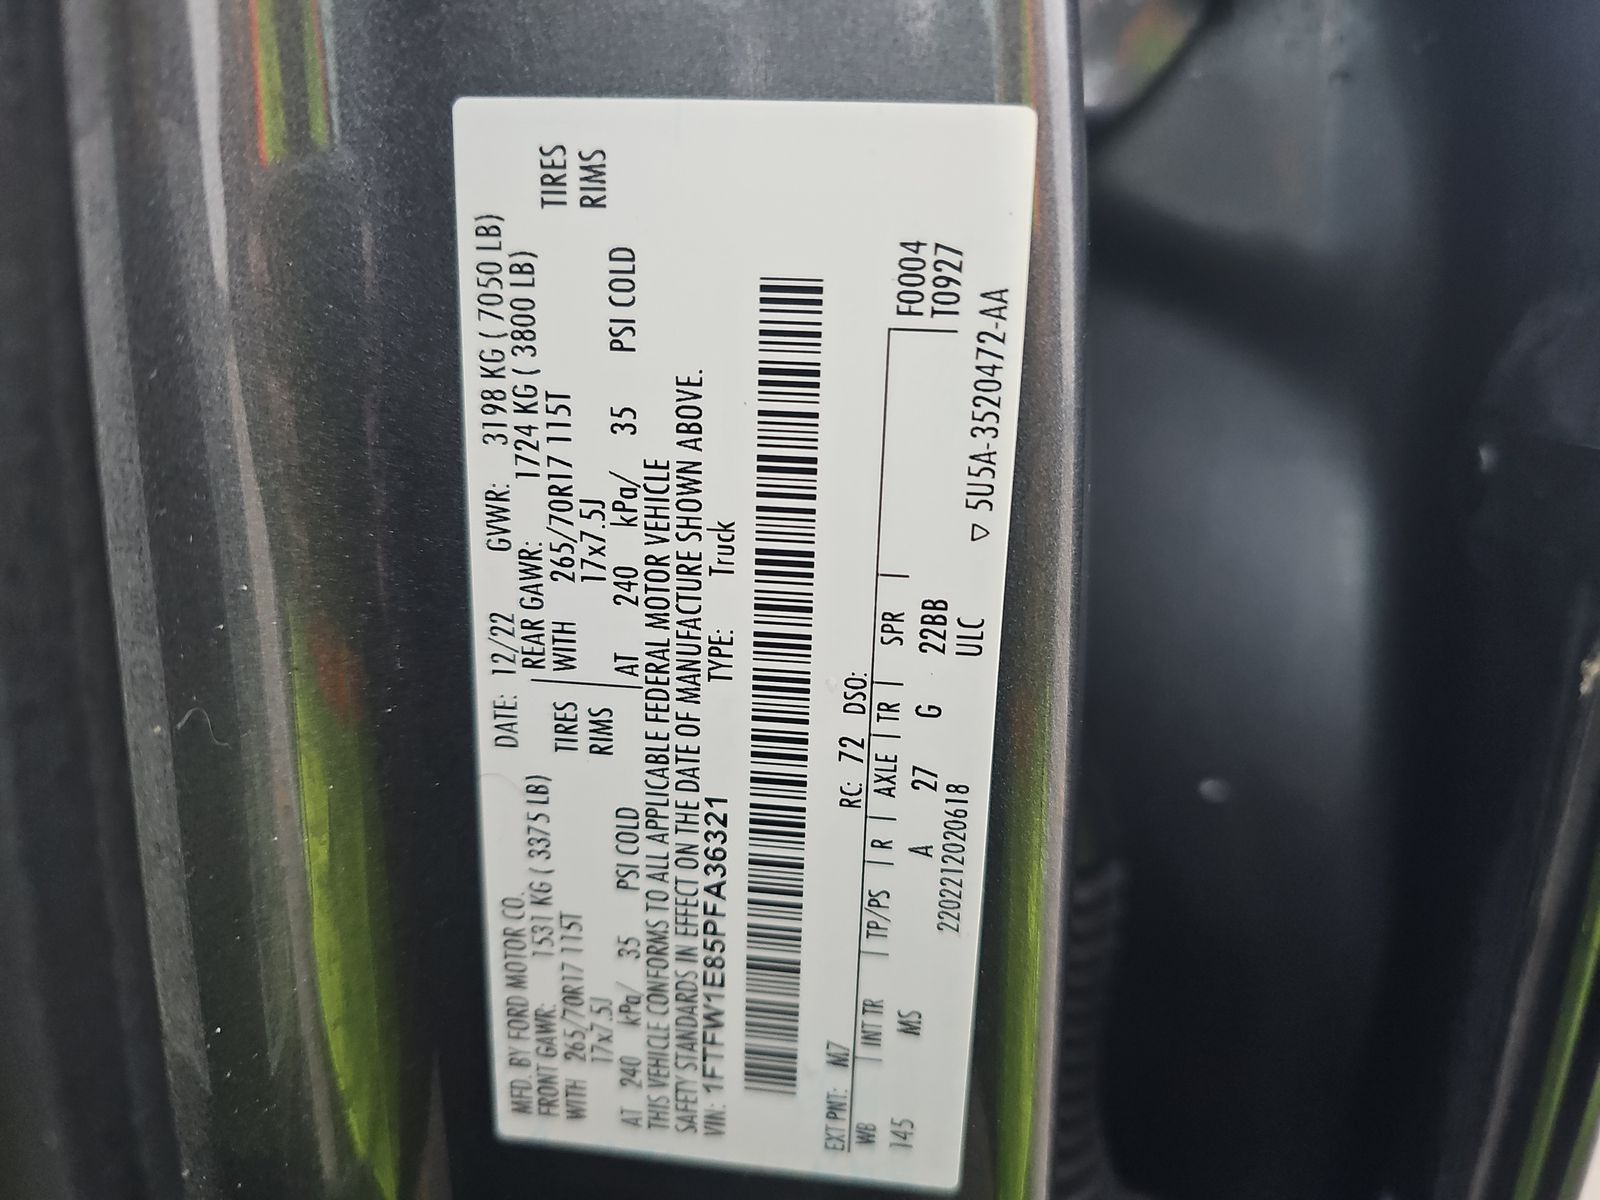 MFD. BY FORD MOTOR CO. DATE: 12/22 GVWR: 3198 KG ( 7050 LB)
FRONT GAWR: 1531 KG ( 3375 LB) REAR GAWR: 1724 KG ( 3800 LB)
WITH 265/70R17 115T TIRES WITH 265/70R17 115T TIRES
17x7.5J RIMS 17x7.5J RIMS
AT 240 kPa/ 35 PSI COLD AT 240 kPa/ 35 PSI COLD
THIS VEHICLE CONFORMS TO ALL APPLICABLE FEDERAL MOTOR VEHICLE
SAFETY STANDARDS IN EFFECT ON THE DATE OF MANUFACTURE SHOWN ABOVE.
VIN: 1FTFW1E85PFA36321 TYPE: Truck
EXT PNT: M7 RC: 72 DSO:
WB INT TR TP/PS R AXLE TR SPR F0004
145 MS A 27 G 22BB T0927
2202212020618 ULC ▽ 5U5A-3520472-AA